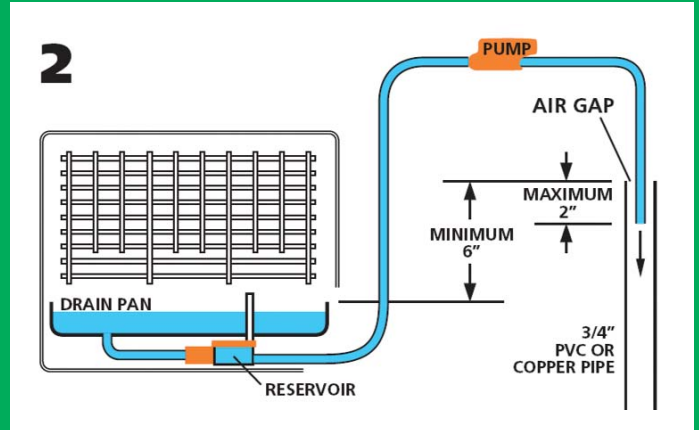 2
PUMP
AIR GAP
MAXIMUM
2"
MINIMUM
6"
DRAIN PAN
3/4"
PVC OR
COPPER PIPE
RESERVOIR